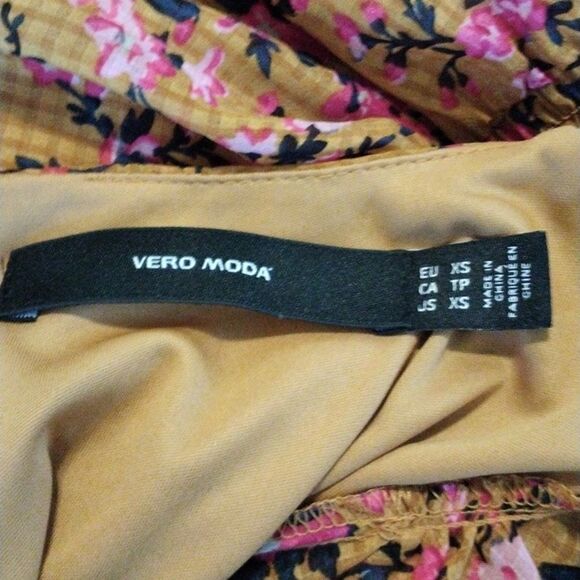 VERO MODA
EU XS
CA TP
US XS
MADE IN
CHINA
FABRIQUÉ EN
CHINE